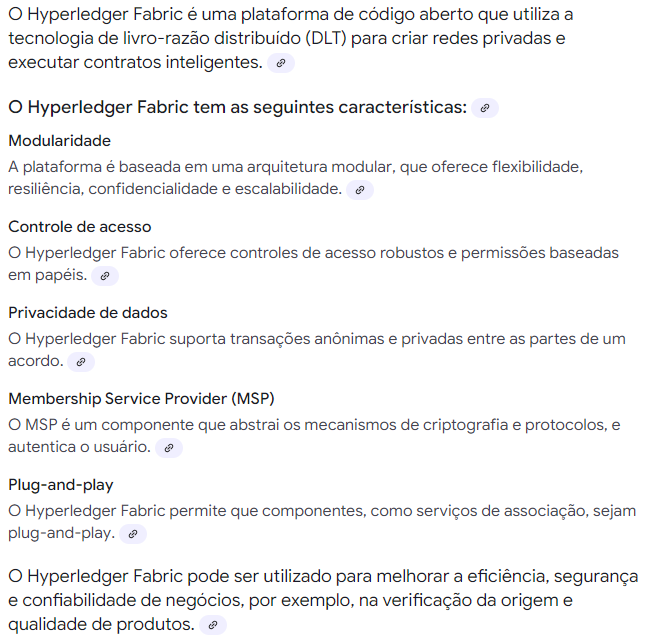 O Hyperledger Fabric é uma plataforma de código aberto que utiliza a
tecnologia de livro-razão distribuído (DLT) para criar redes privadas e
executar contratos inteligentes.
O Hyperledger Fabric tem as seguintes características:
Modularidade
A plataforma é baseada em uma arquitetura modular, que oferece flexibilidade,
resiliência, confidencialidade e escalabilidade.
Controle de acesso
O Hyperledger Fabric oferece controles de acesso robustos e permissões baseadas
em papéis.
Privacidade de dados
O Hyperledger Fabric suporta transações anônimas e privadas entre as partes de um
acordo.
Membership Service Provider (MSP)
O MSP é um componente que abstrai os mecanismos de criptografia e protocolos, e
autentica o usuário.
Plug-and-play
O Hyperledger Fabric permite que componentes, como serviços de associação, sejam
plug-and-play.
O Hyperledger Fabric pode ser utilizado para melhorar a eficiência, segurança
e confiabilidade de negócios, por exemplo, na verificação da origem e
qualidade de produtos.